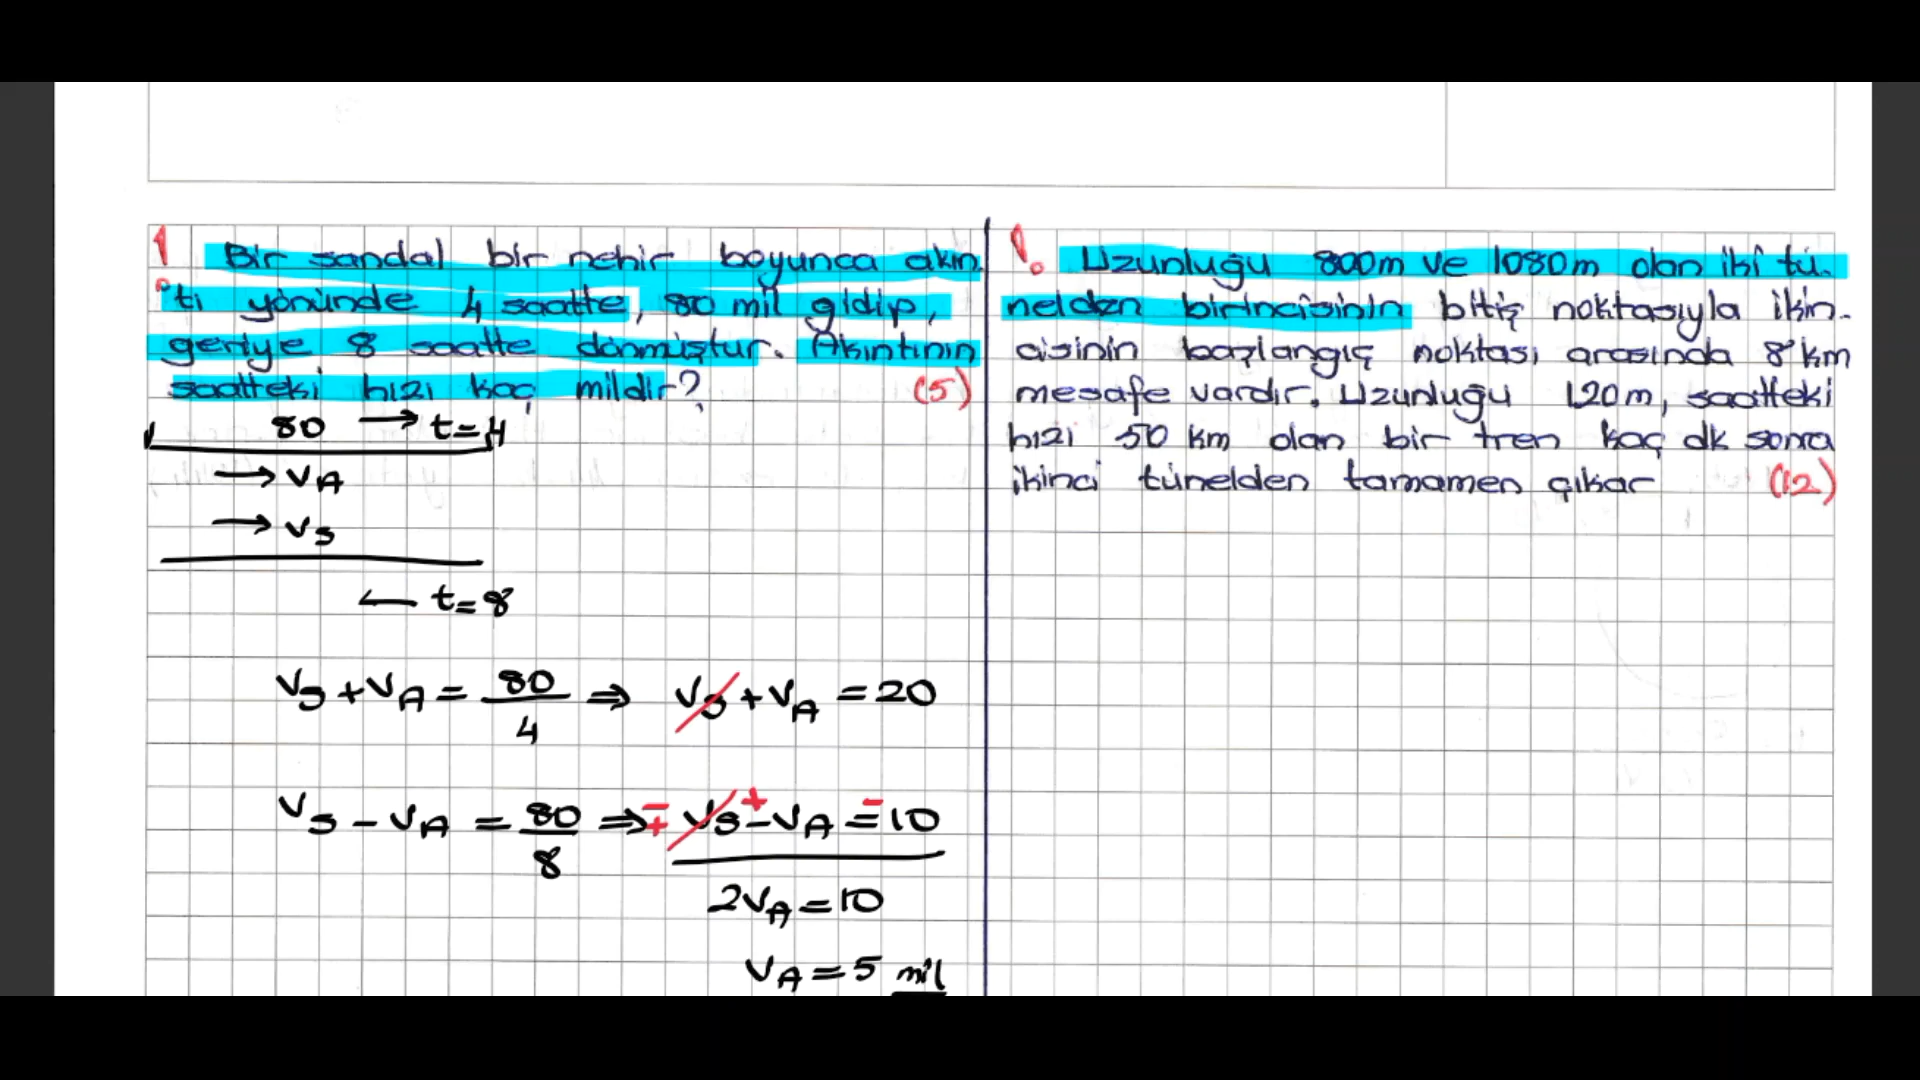 ! Bir sandal bir nehir boyunca akın.
tı yönünde 4 saatte, 80 mil gidip,
geriye 8 saatte dönmüştur. Akıntının
saatteki hızı kaç mildir? (5)
80 → t=4
→ VA
→ VS
← t=8
VS + VA = 80/4 ⇒ VS + VA = 20
VS - VA = 80/8 ⇒ VS - VA = 10
- + + -
2VA = 10
VA = 5 mil
! Uzunluğu 800m ve 1080m olan iki tü.
nelden birincisinin bitiş noktasıyla ikin.
cisinin başlangıç noktası arasında 8 km
mesafe vardır. Uzunluğu 120m, saatteki
hızı 50 km olan bir tren kaç dk sonra
ikinci tünelden tamamen çıkar (12)